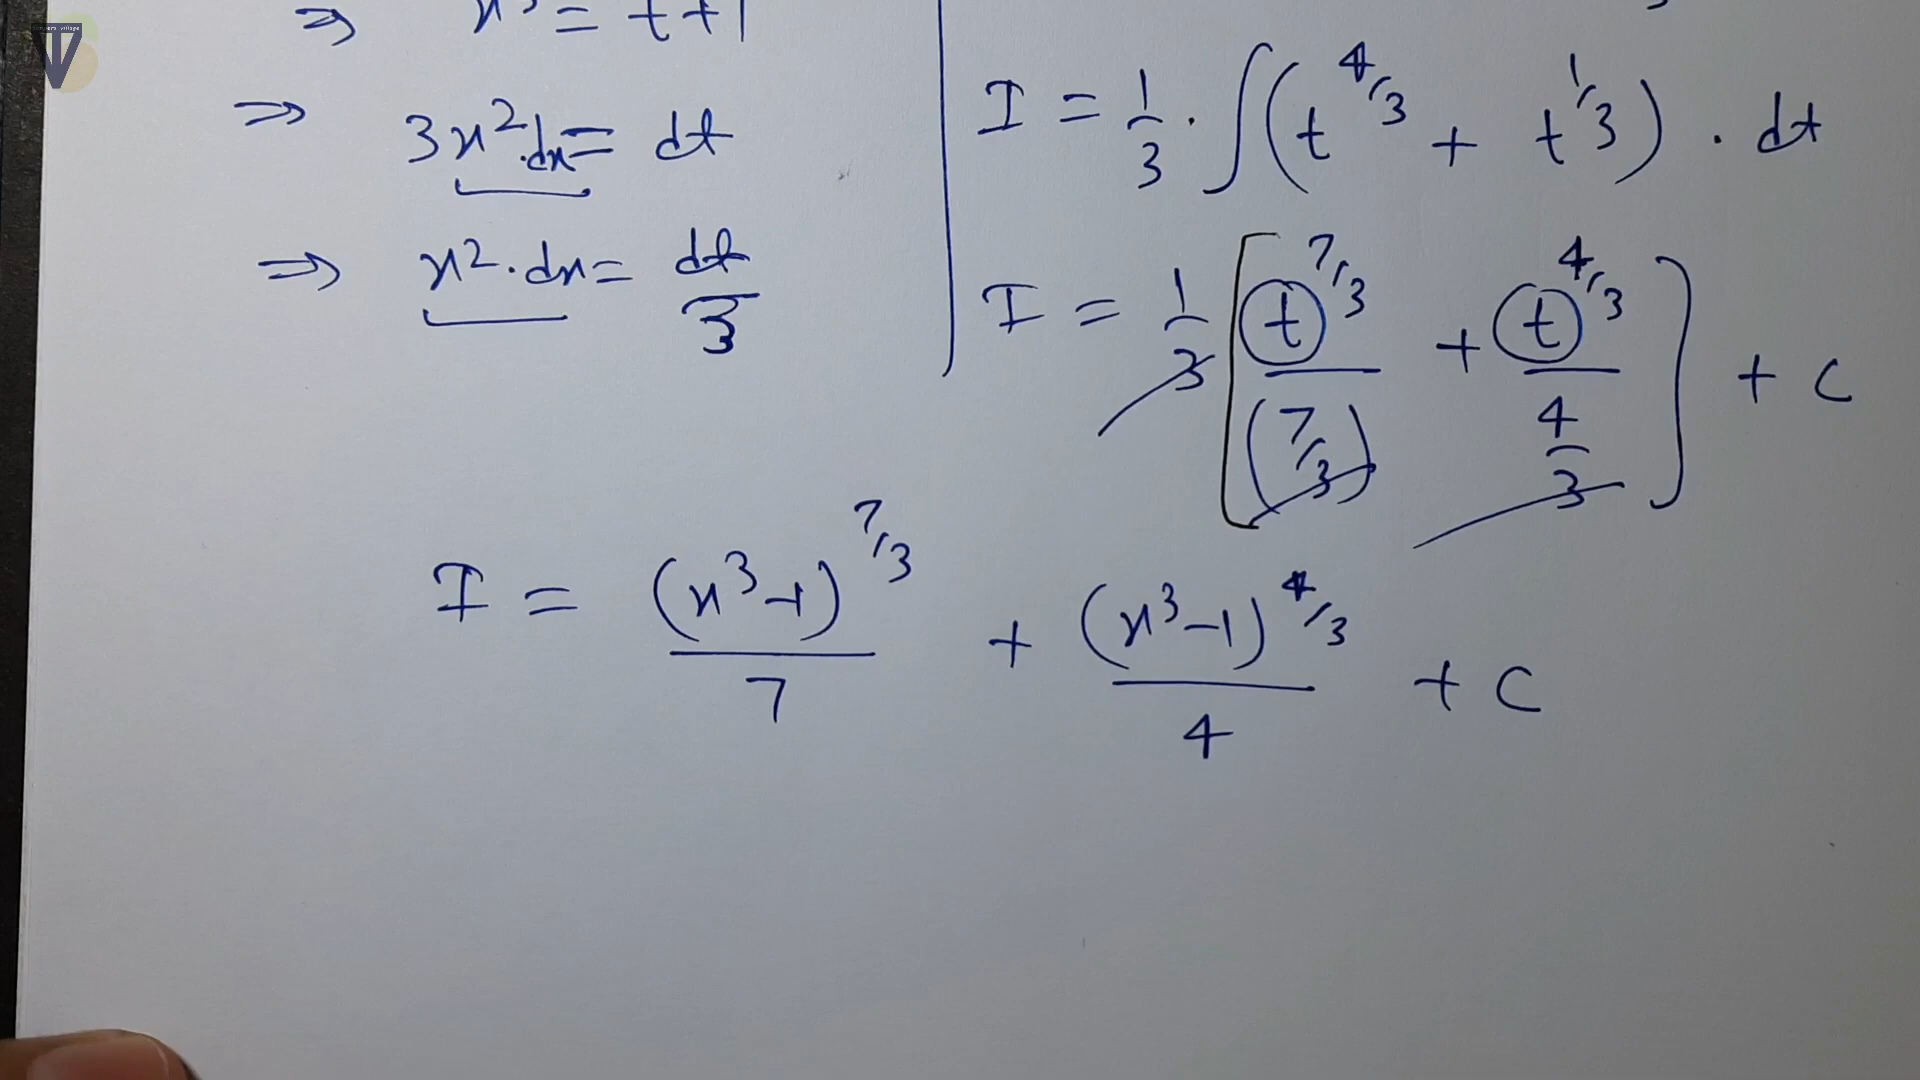 ⇒ x³ = t + 1
⇒ 3x²·dx = dt
⇒ x²·dx = dt/3
I = 1/3 · ∫(t^4/3 + t^1/3) · dt
I = 1/3 [t^7/3 / (7/3) + t^4/3 / 4/3] + c
I = (x³-1)^7/3 / 7 + (x³-1)^4/3 / 4 + c